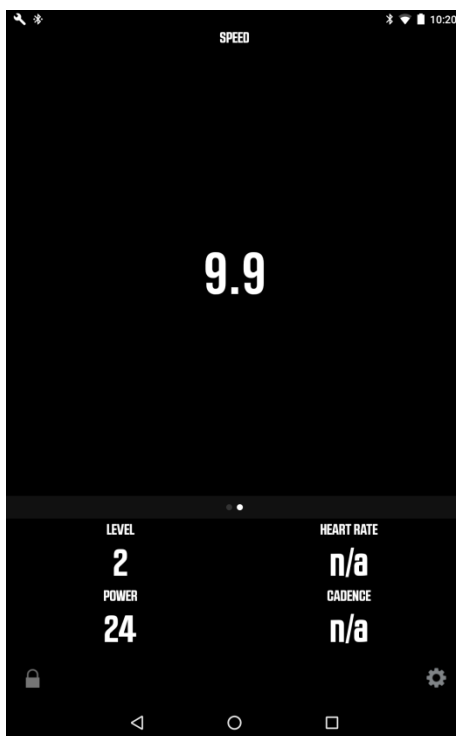 10:20
SPEED
9.9
LEVEL HEART RATE
2 n/a
POWER CADENCE
24 n/a